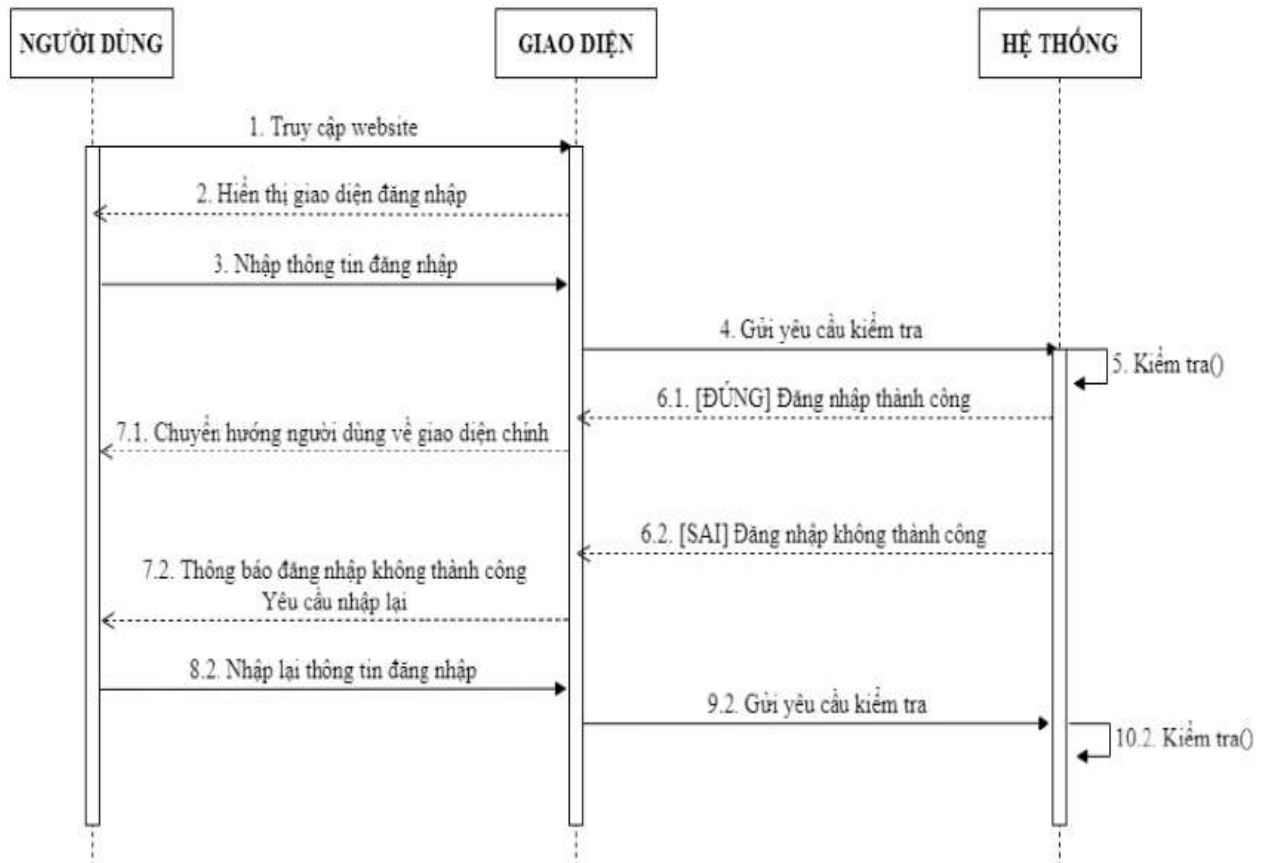 NGƯỜI DÙNG
GIAO DIỆN
HỆ THỐNG
1. Truy cập website
2. Hiển thị giao diện đăng nhập
3. Nhập thông tin đăng nhập
4. Gửi yêu cầu kiểm tra
5. Kiểm tra()
6.1. [ĐÚNG] Đăng nhập thành công
7.1. Chuyển hướng người dùng về giao diện chính
6.2. [SAI] Đăng nhập không thành công
7.2. Thông báo đăng nhập không thành công
Yêu cầu nhập lại
8.2. Nhập lại thông tin đăng nhập
9.2. Gửi yêu cầu kiểm tra
10.2. Kiểm tra()